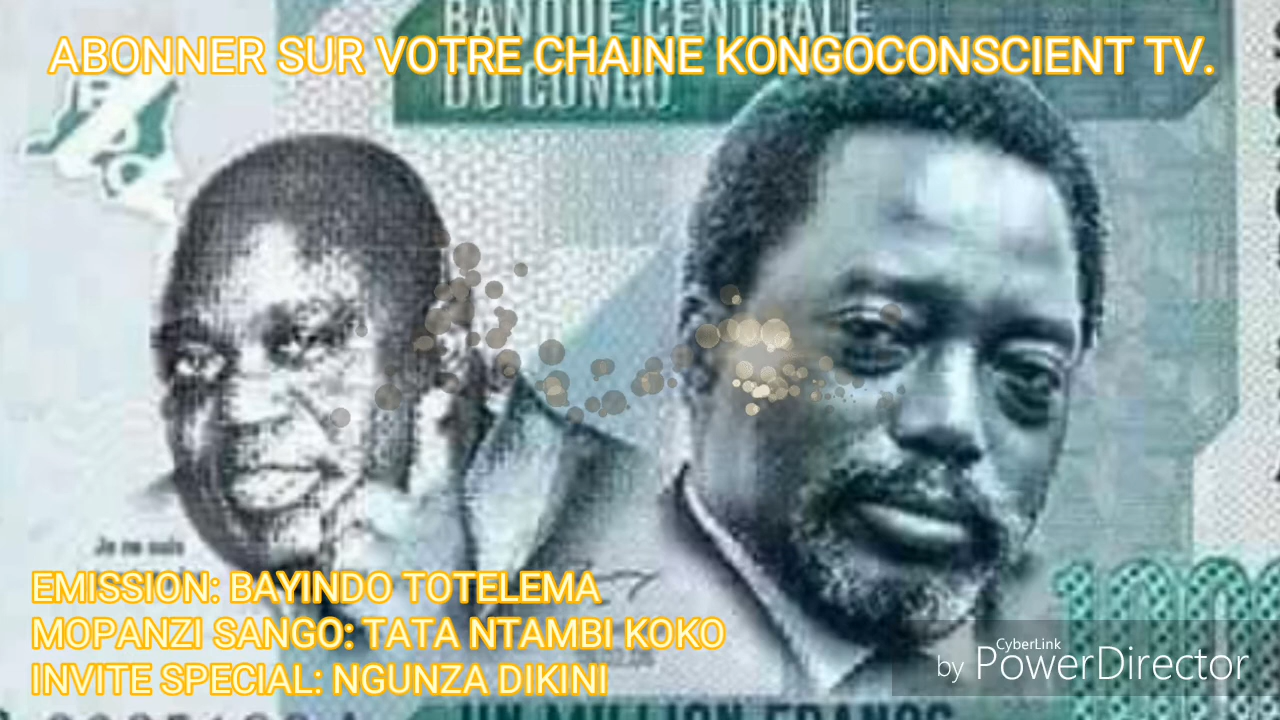 BANQUE CENTRALE
ABONNER SUR VOTRE CHAINE KONGOCONSCIENT TV.
DU CONGO
Je ne suis
EMISSION: BAYINDO TOTELEMA
MOPANZI SANGO: TATA NTAMBI KOKO
INVITE SPECIAL: NGUNZA DIKINI
CyberLink
by PowerDirector
UN MILLION FRANCS